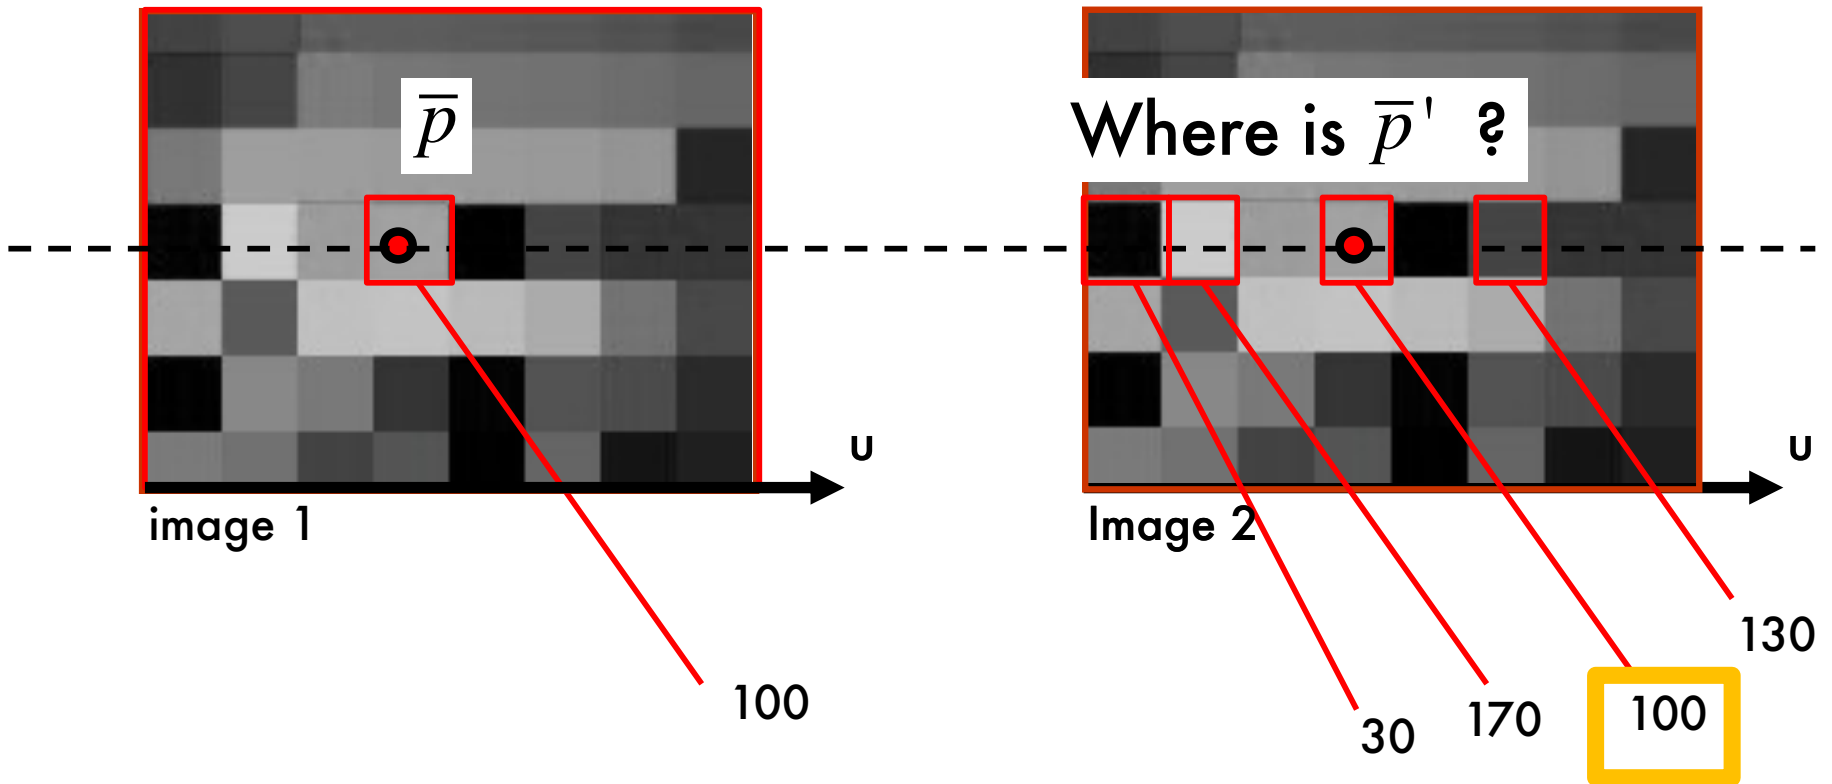 p̅
Where is p̅ ' ?
u
u
image 1
Image 2
130
100
30
170
100